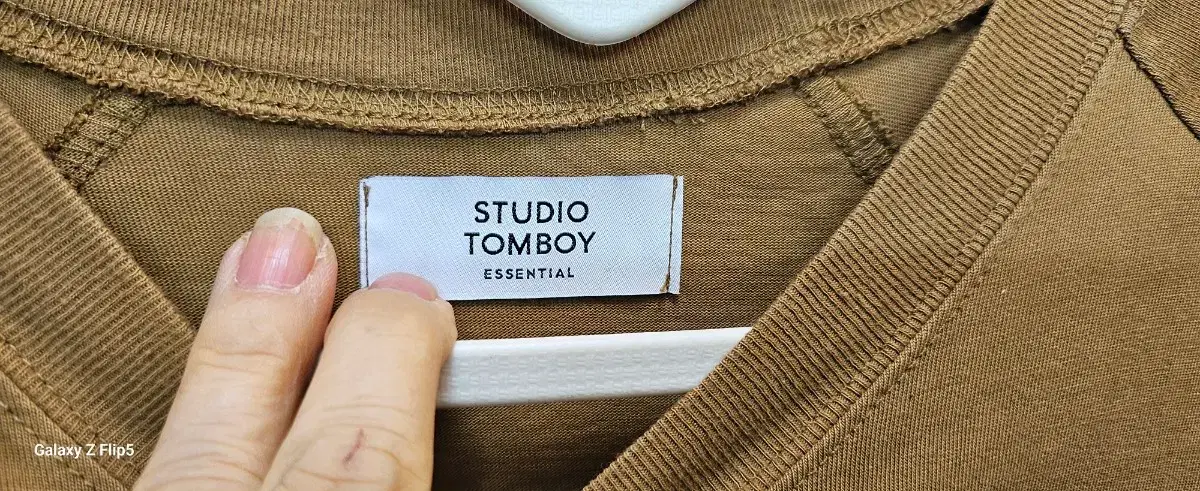 STUDIO
TOMBOY
ESSENTIAL
Galaxy Z Flip5